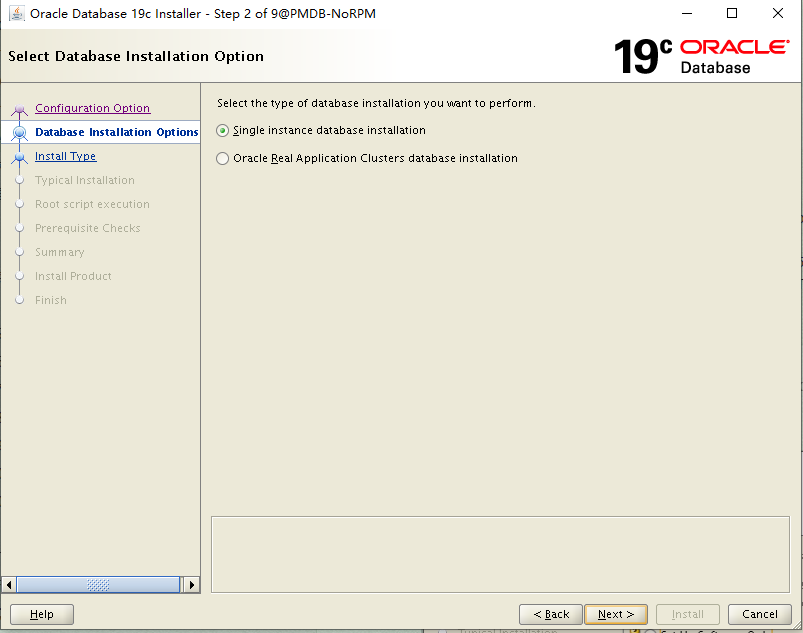 Oracle Database 19c Installer - Step 2 of 9@PMDB-NoRPM
Select Database Installation Option
19c ORACLE
Database
Configuration Option
Database Installation Options
Install Type
Typical Installation
Root script execution
Prerequisite Checks
Summary
Install Product
Finish
Select the type of database installation you want to perform.
Single instance database installation
Oracle Real Application Clusters database installation
Help
< Back
Next >
Install
Cancel
Typical Installation